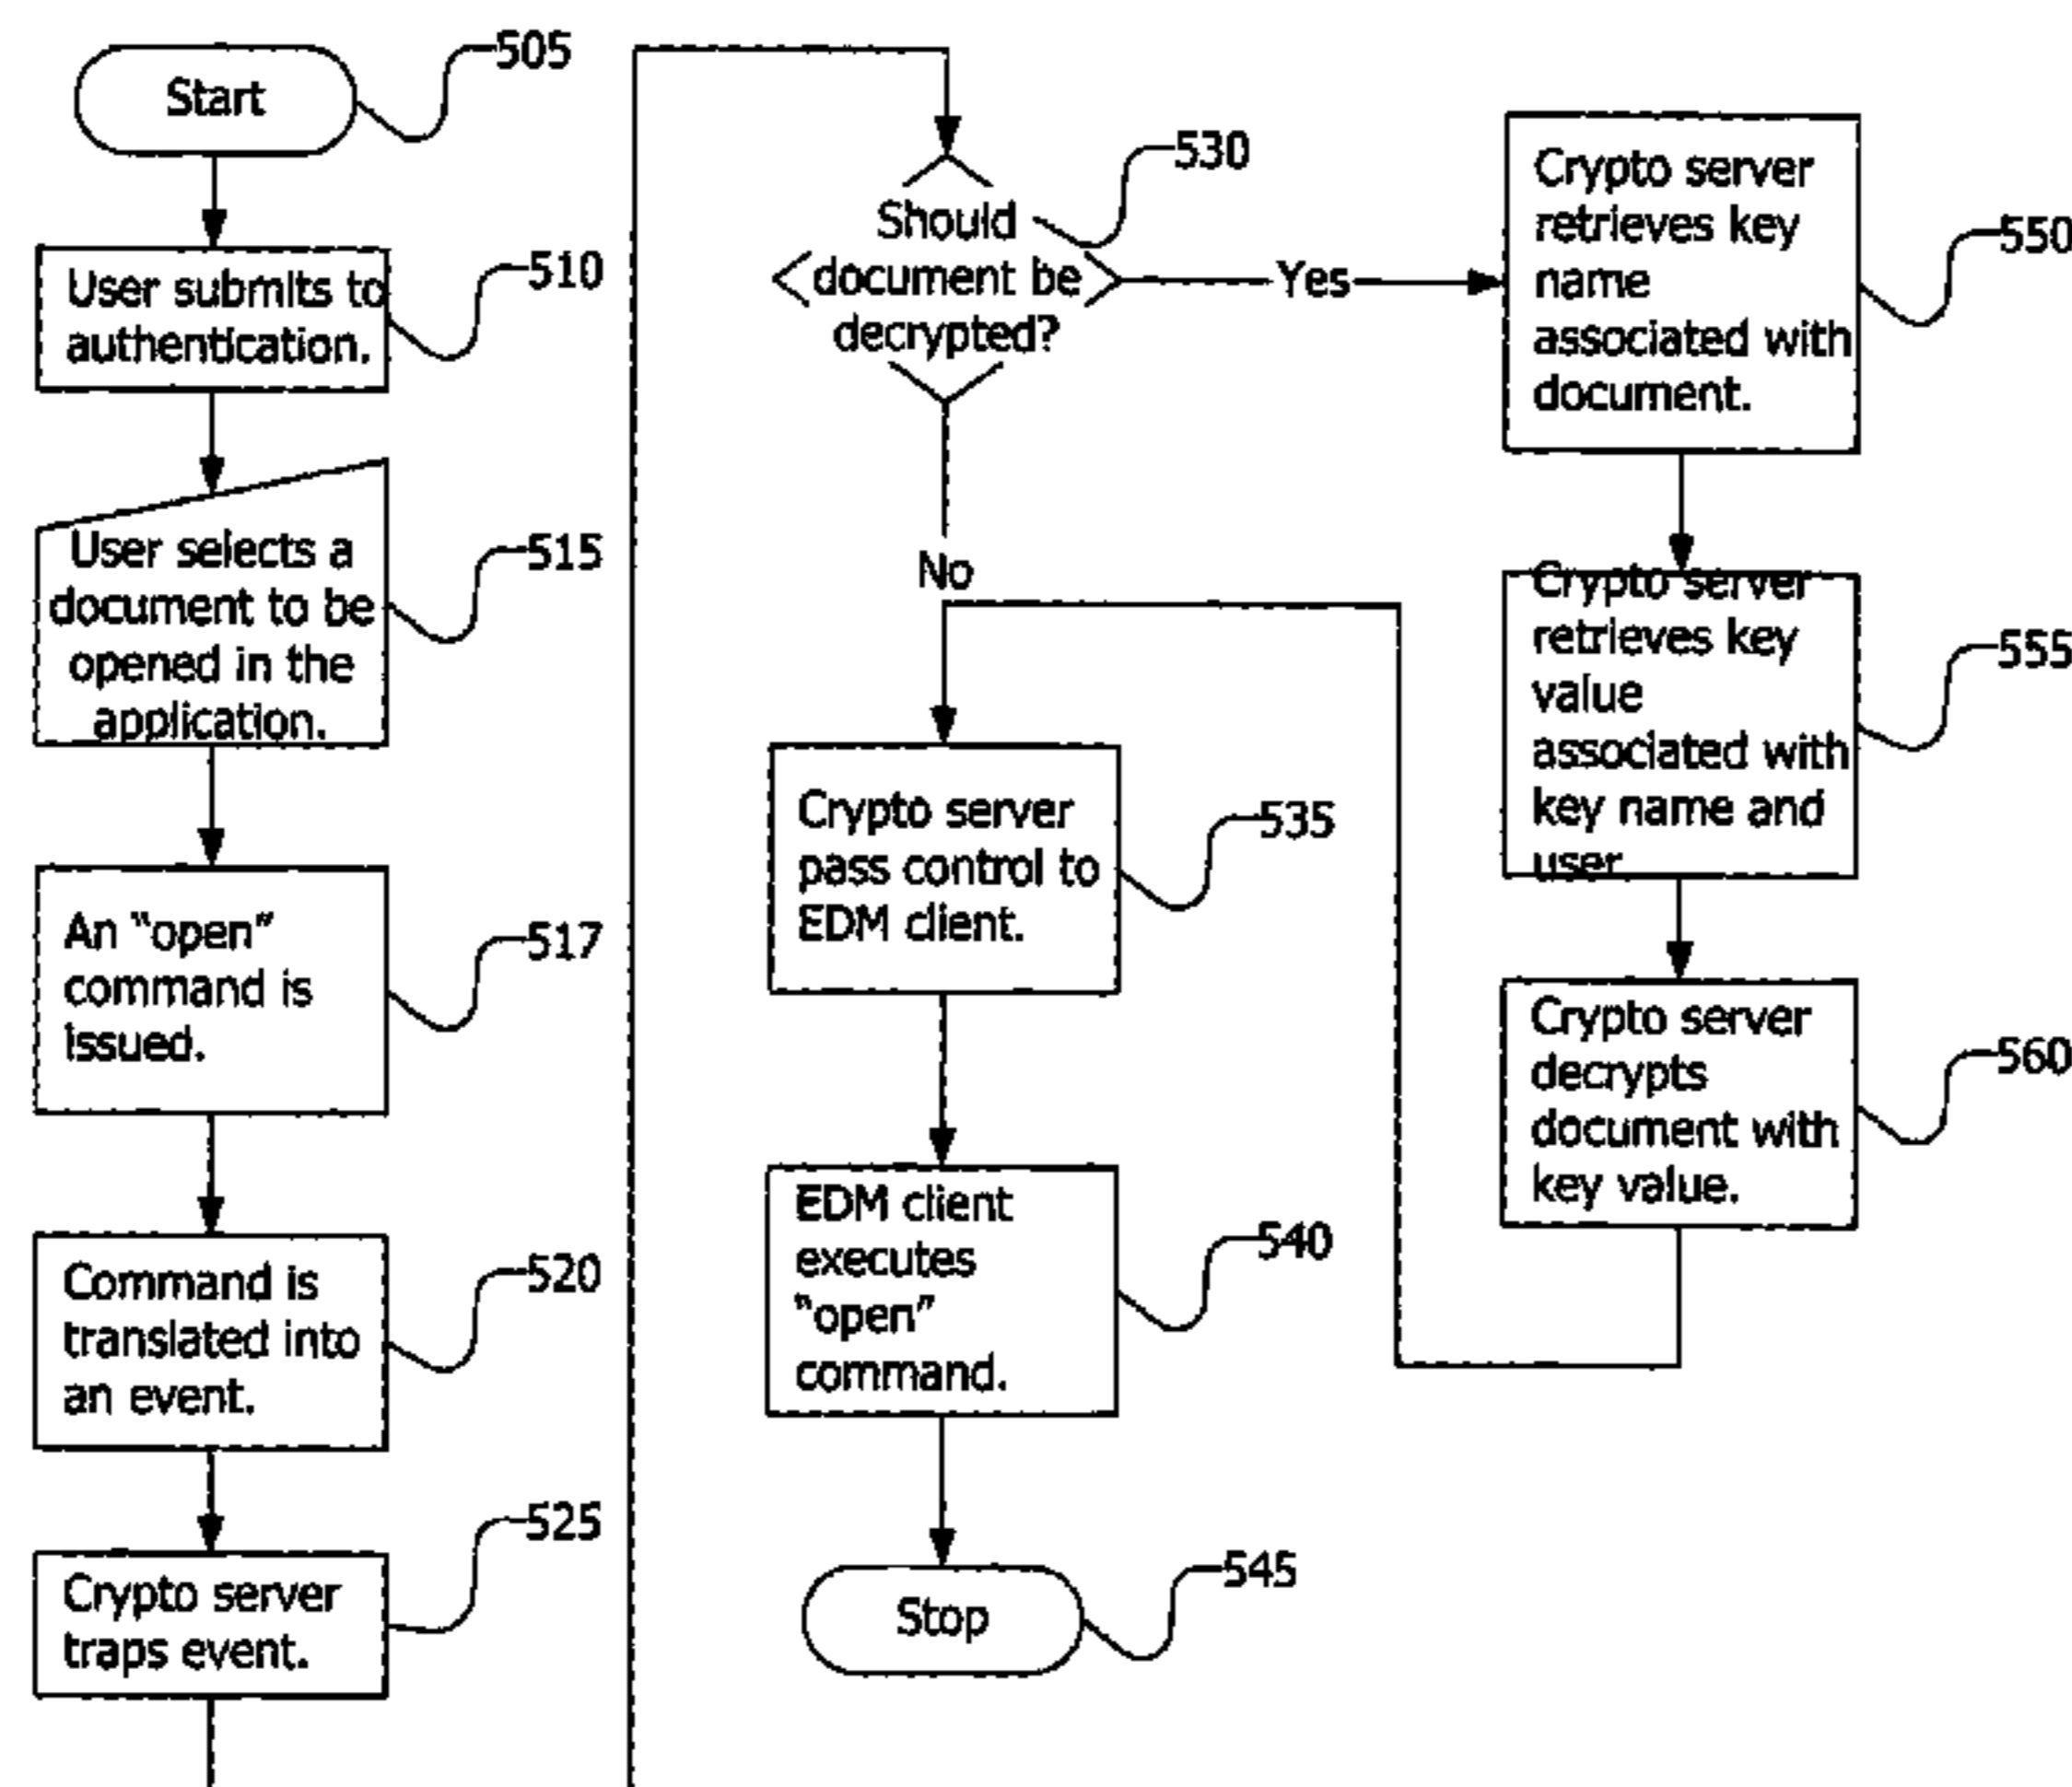 Start
505
User submits to
authentication.
510
User selects a
document to be
opened in the
application.
515
An "open"
command is
issued.
517
Command is
translated into
an event.
520
Crypto server
traps event.
525
Should
document be
decrypted?
530
Yes
No
Crypto server
pass control to
EDM client.
535
EDM client
executes
"open"
command.
540
Stop
545
Crypto server
retrieves key
name
associated with
document.
550
Crypto server
retrieves key
value
associated with
key name and
user
555
Crypto server
decrypts
document with
key value.
560